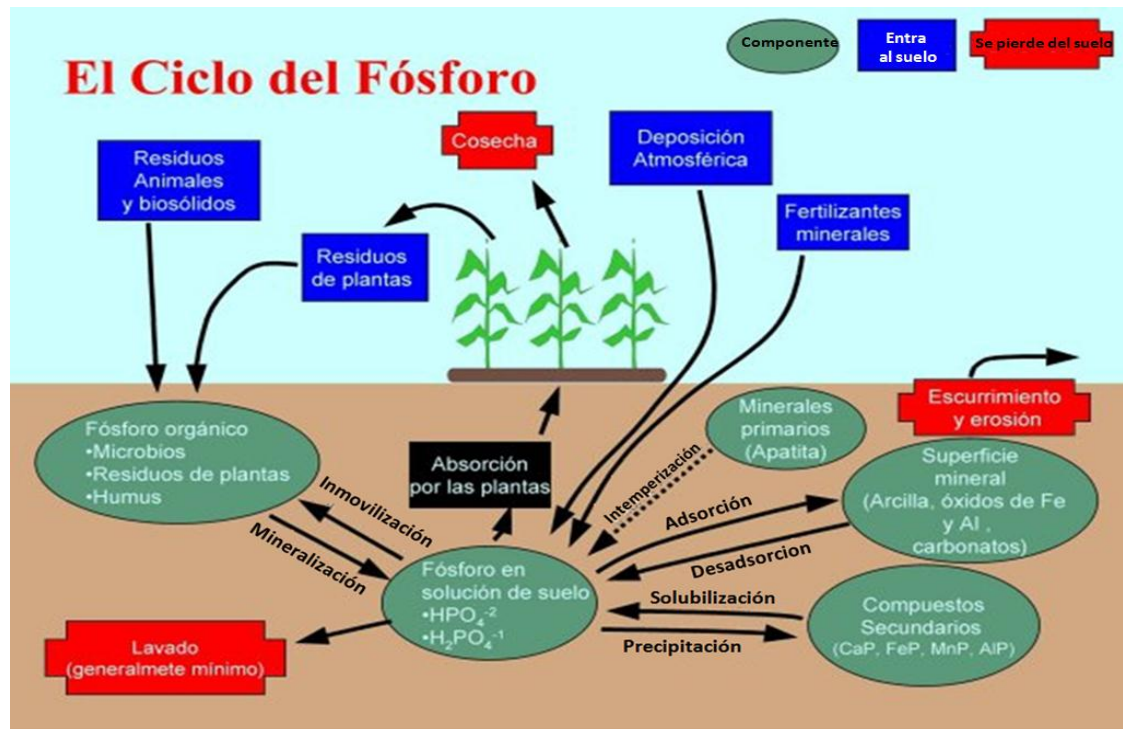 Componente
Entra
al suelo
Se pierde del suelo
El Ciclo del Fósforo
Residuos
Animales
y biosólidos
Cosecha
Deposición
Atmosférica
Fertilizantes
minerales
Residuos
de plantas
Escurrimiento
y erosión
Minerales
primarios
(Apatita)
Fósforo orgánico
•Microbios
•Residuos de plantas
•Humus
Absorción
por las plantas
Intemperización
Superficie
mineral
(Arcilla, óxidos de Fe
y Al ,
carbonatos)
Inmovilización
Mineralización
Adsorción
Desadsorcion
Fósforo en
solución de suelo
•HPO₄⁻²
•H₂PO₄⁻¹
Solubilización
Precipitación
Compuestos
Secundarios
(CaP, FeP, MnP, AlP)
Lavado
(generalmete mínimo)